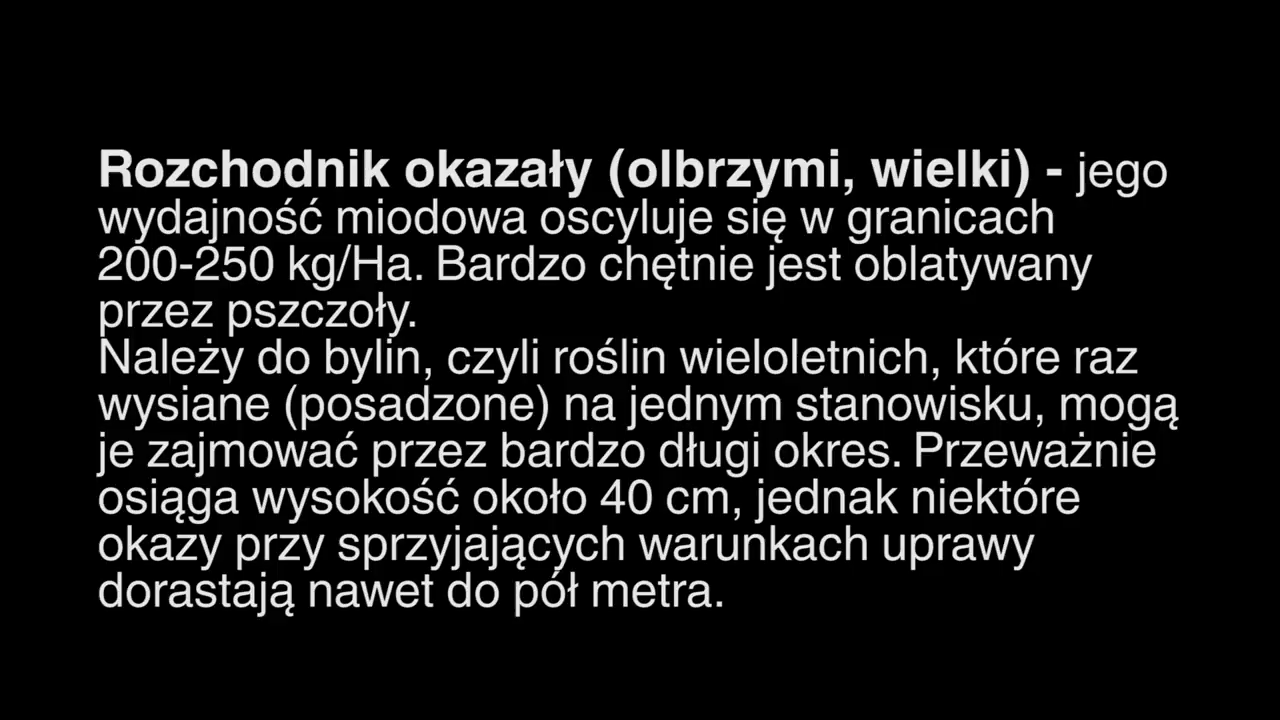 Rozchodnik okazały (olbrzymi, wielki) - jego
wydajność miodowa oscyluje się w granicach
200-250 kg/Ha. Bardzo chętnie jest oblatywany
przez pszczoły.
Należy do bylin, czyli roślin wieloletnich, które raz
wysiane (posadzone) na jednym stanowisku, mogą
je zajmować przez bardzo długi okres. Przeważnie
osiąga wysokość około 40 cm, jednak niektóre
okazy przy sprzyjających warunkach uprawy
dorastają nawet do pół metra.